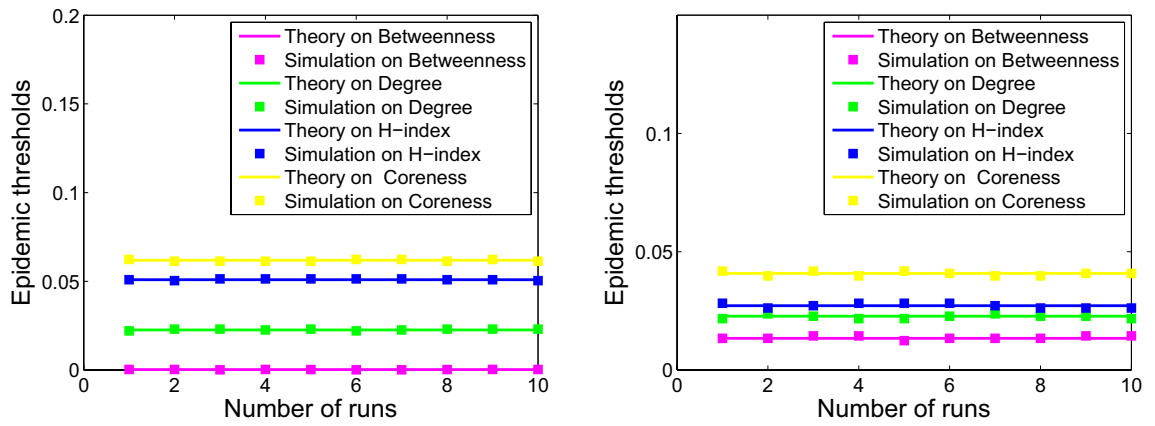 0.2
0.15
0.1
0.05
0
Epidemic thresholds
Theory on Betweenness
Simulation on Betweenness
Theory on Degree
Simulation on Degree
Theory on H−index
Simulation on H−index
Theory on Coreness
Simulation on Coreness
0 2 4 6 8 10
Number of runs
0.1
0.05
0
Epidemic thresholds
Theory on Betweenness
Simulation on Betweenness
Theory on Degree
Simulation on Degree
Theory on H−index
Simulation on H−index
Theory on Coreness
Simulation on Coreness
0 2 4 6 8 10
Number of runs